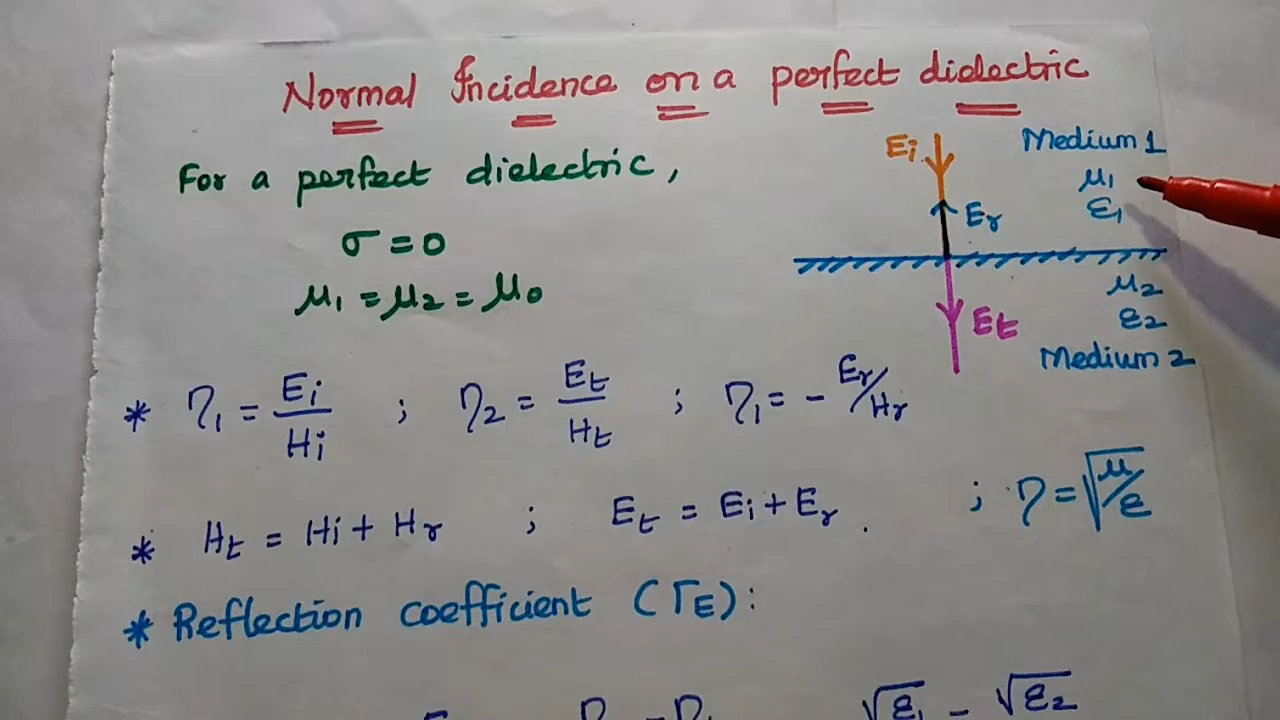 Normal Incidence on a perfect dielectric
For a perfect dielectric,
σ = 0
μ₁ = μ₂ = μ₀
Ei
Er
Et
Medium 1
μ₁
ε₁
μ₂
ε₂
Medium 2
* η₁ = Ei/Hi ; η₂ = Et/Ht ; η₁ = - Er/Hr
* Ht = Hi + Hr ; Et = Ei + Er . ; η = √μ/ε
* Reflection coefficient (ΓE) :
√ε₁ - √ε₂